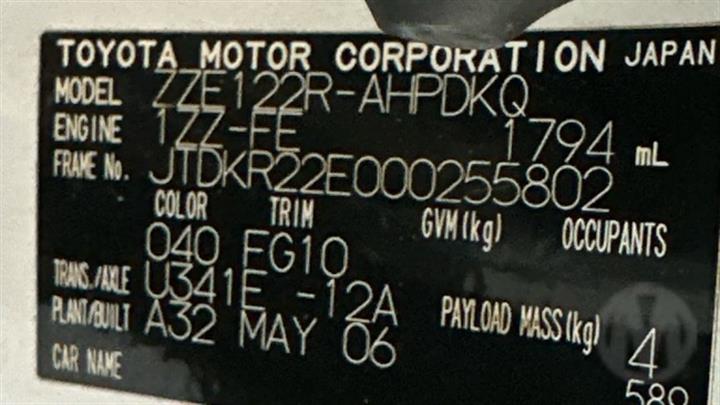 TOYOTA MOTOR CORPORATION JAPAN
MODEL ZZE122R-AHPDKQ
ENGINE 1ZZ-FE 1794 mL
FRAME No. JTDKR22E000255802
COLOR TRIM GVM(kg) OCCUPANTS
040 FG10
TRANS./AXLE U341E -12A
PLANT/BUILT A32 MAY 06 PAYLOAD MASS(kg) 4
CAR NAME 589